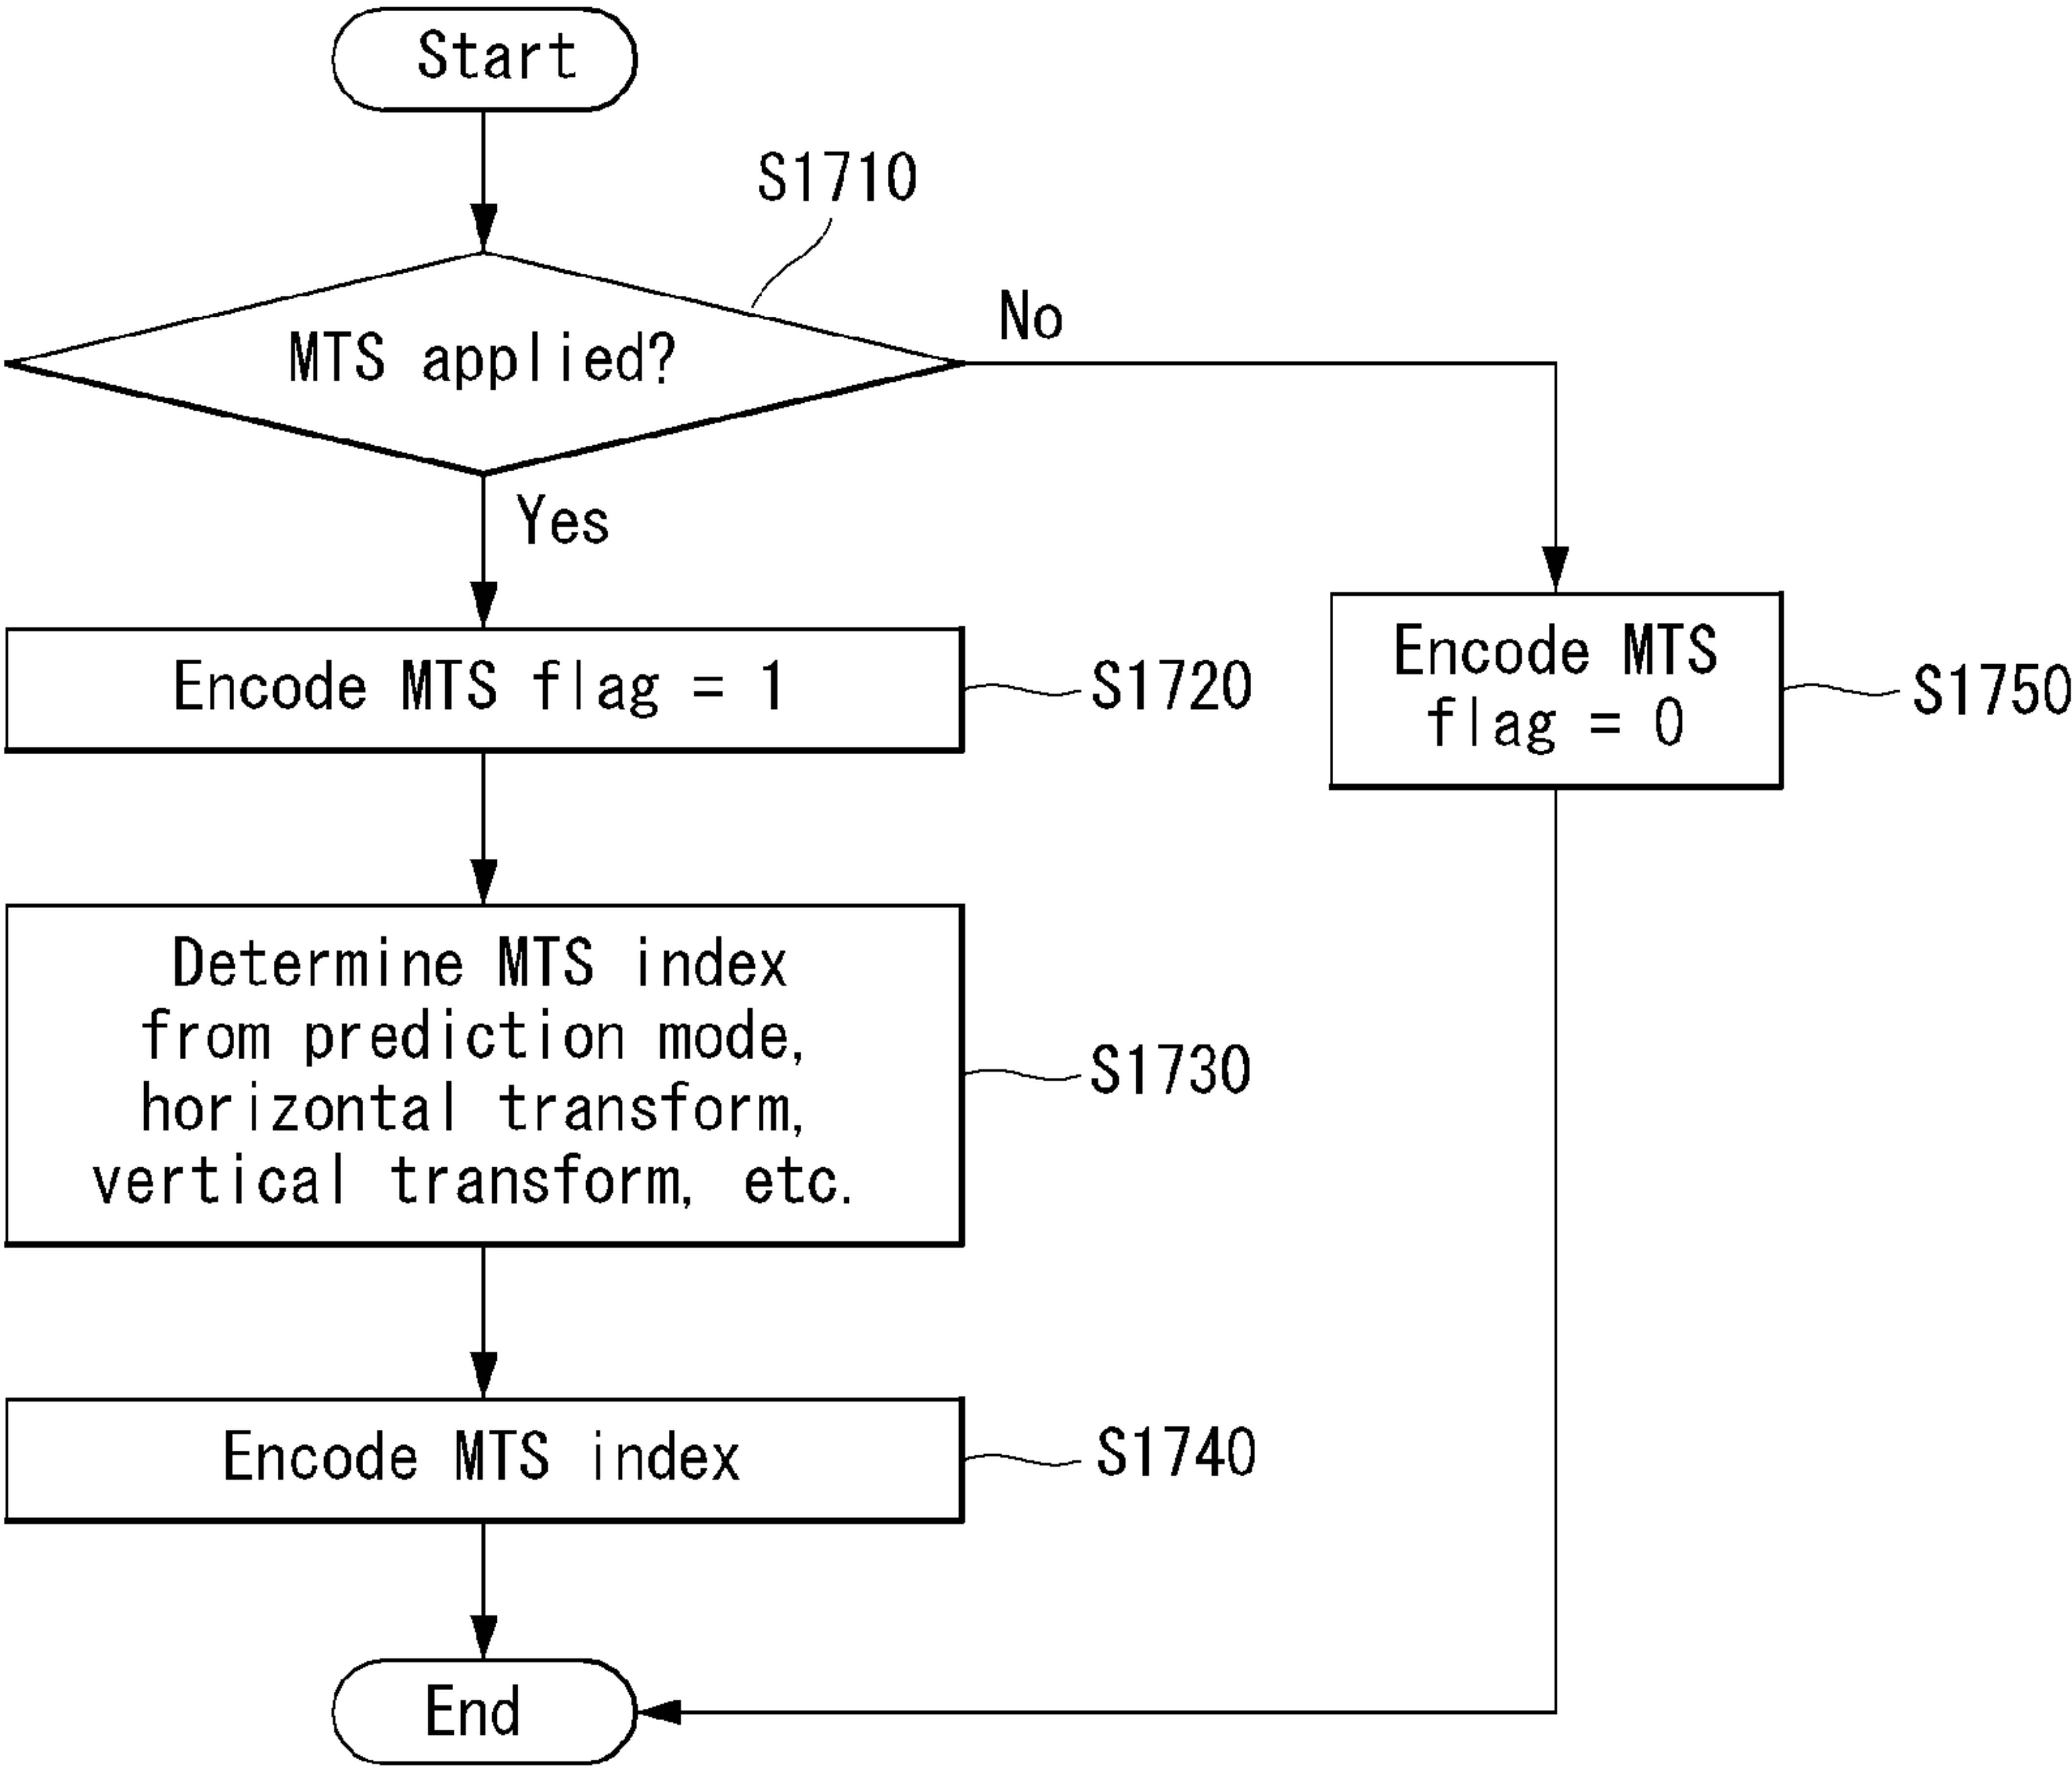 Start
S1710
MTS applied?
No
Yes
Encode MTS flag = 1
S1720
Encode MTS
flag = 0
S1750
Determine MTS index
from prediction mode,
horizontal transform,
vertical transform, etc.
S1730
Encode MTS index
S1740
End